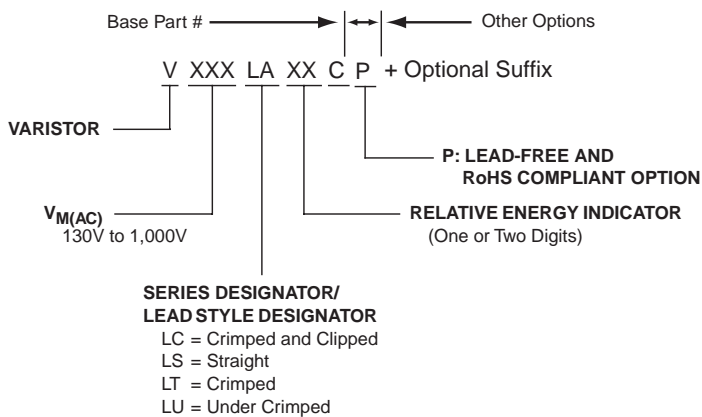 Base Part #
Other Options
V XXX LA XX C P + Optional Suffix
VARISTOR
P: LEAD-FREE AND
RoHS COMPLIANT OPTION
VM(AC)
130V to 1,000V
RELATIVE ENERGY INDICATOR
(One or Two Digits)
SERIES DESIGNATOR/
LEAD STYLE DESIGNATOR
LC = Crimped and Clipped
LS = Straight
LT = Crimped
LU = Under Crimped